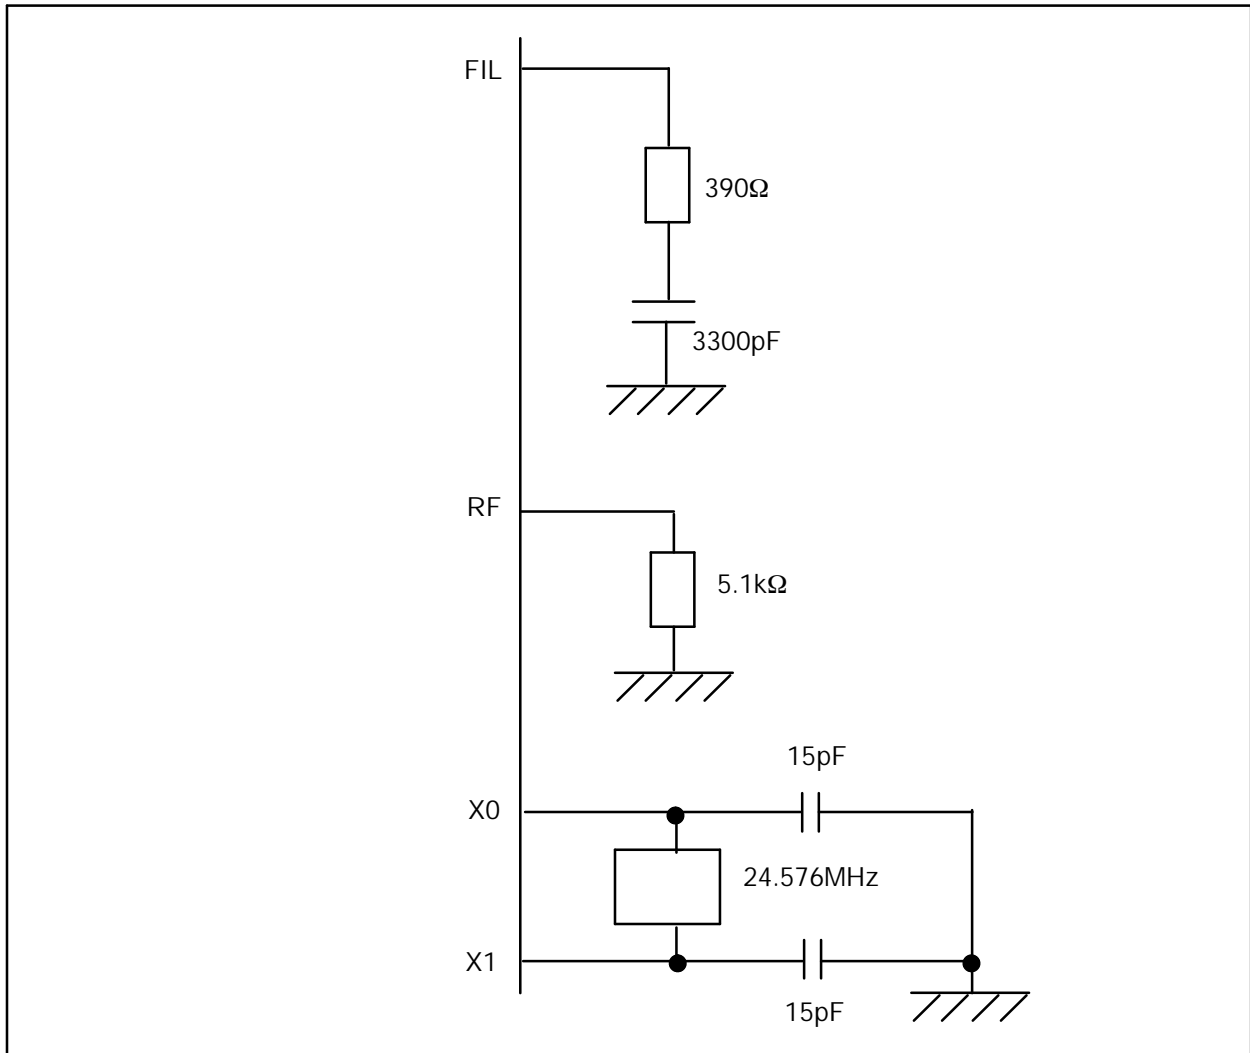 FIL
390Ω
3300pF
RF
5.1kΩ
15pF
X0
24.576MHz
X1
15pF